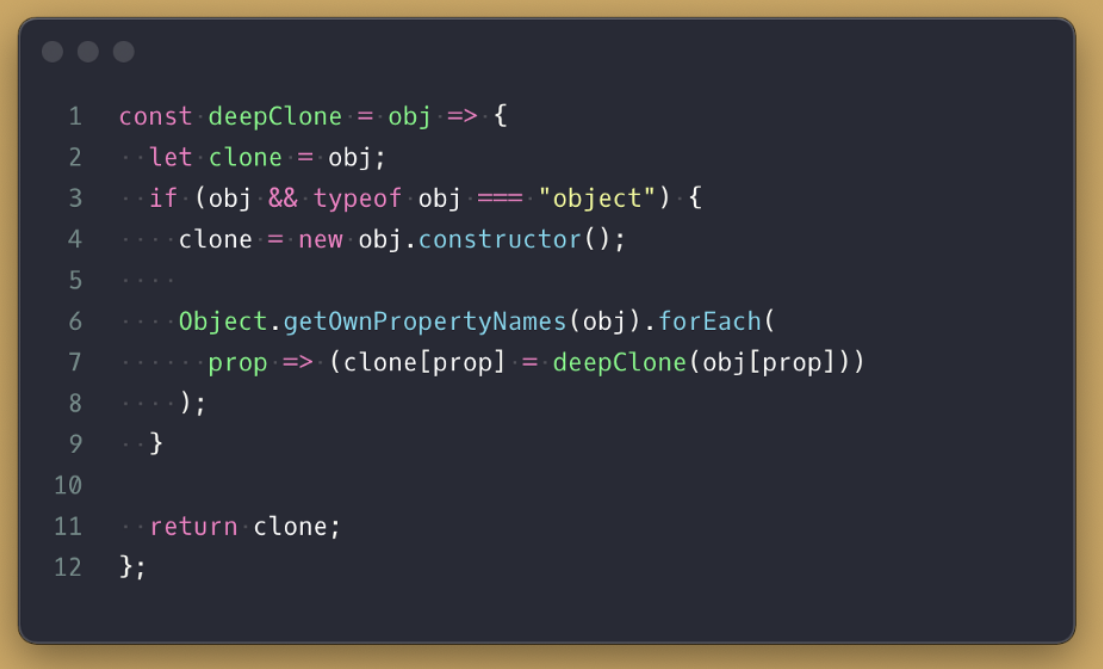 1 const deepClone = obj => {
2   let clone = obj;
3   if (obj && typeof obj === "object") {
4     clone = new obj.constructor();
5
6     Object.getOwnPropertyNames(obj).forEach(
7       prop => (clone[prop] = deepClone(obj[prop]))
8     );
9   }
10
11   return clone;
12 };